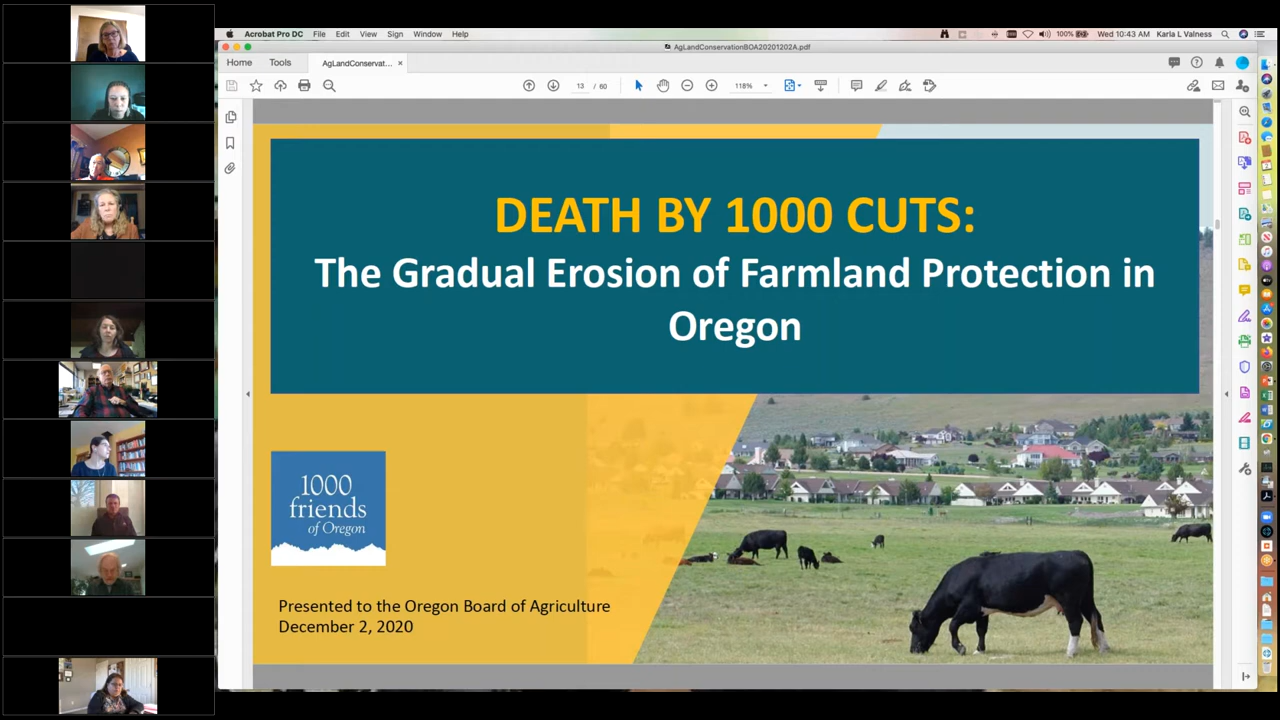 Acrobat Pro DC File Edit View Sign Window Help
100% Wed 10:43 AM Karla L Valness
AgLandConservationBOA20201202A.pdf
Home Tools AgLandConservat... ×
13 / 60 118%
DEATH BY 1000 CUTS:
The Gradual Erosion of Farmland Protection in
Oregon
1000
friends
of Oregon
Presented to the Oregon Board of Agriculture
December 2, 2020